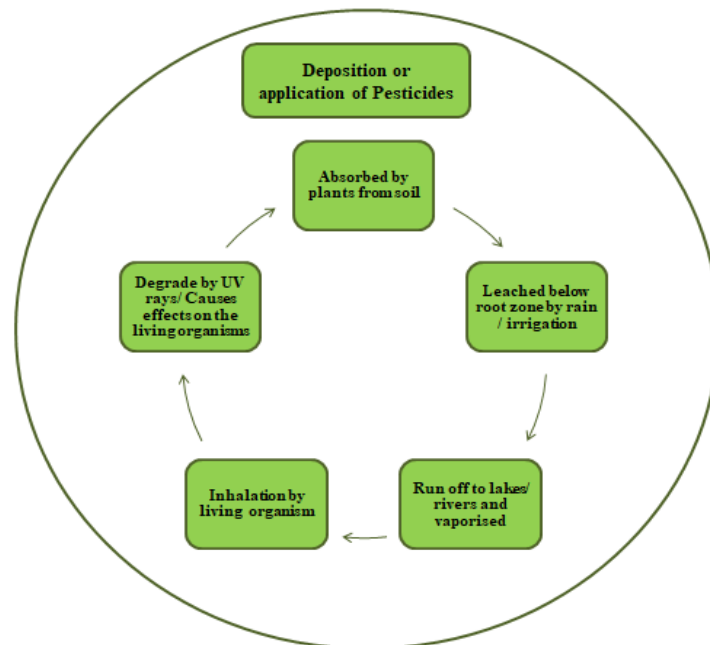 Deposition or
application of Pesticides
Absorbed by
plants from soil
Leached below
root zone by rain
/ irrigation
Run off to lakes/
rivers and
vaporised
Inhalation by
living organism
Degrade by UV
rays/ Causes
effects on the
living organisms